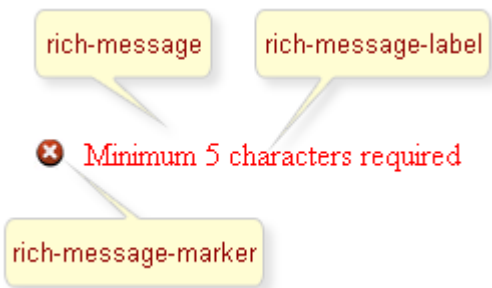 rich-message
rich-message-label
Minimum 5 characters required
rich-message-marker